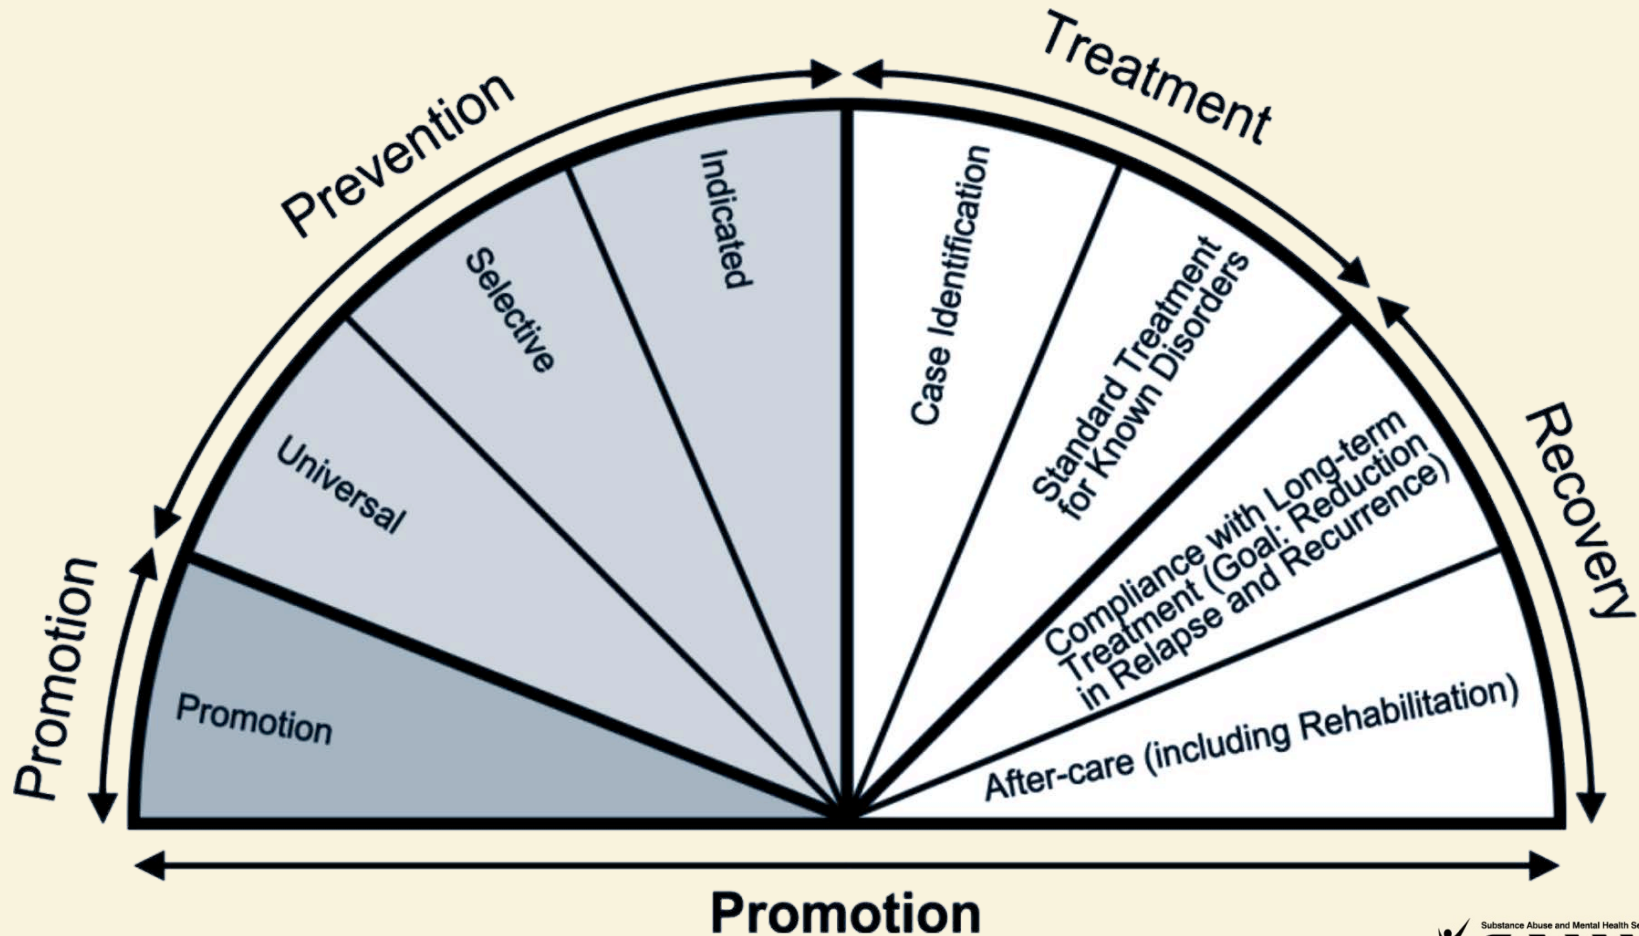 Promotion
Prevention
Treatment
Recovery
Promotion
Universal
Selective
Indicated
Case Identification
Standard Treatment
for Known Disorders
Compliance with Long-term
Treatment (Goal: Reduction
in Relapse and Recurrence)
After-care (including Rehabilitation)
Promotion
Substance Abuse and Mental Health